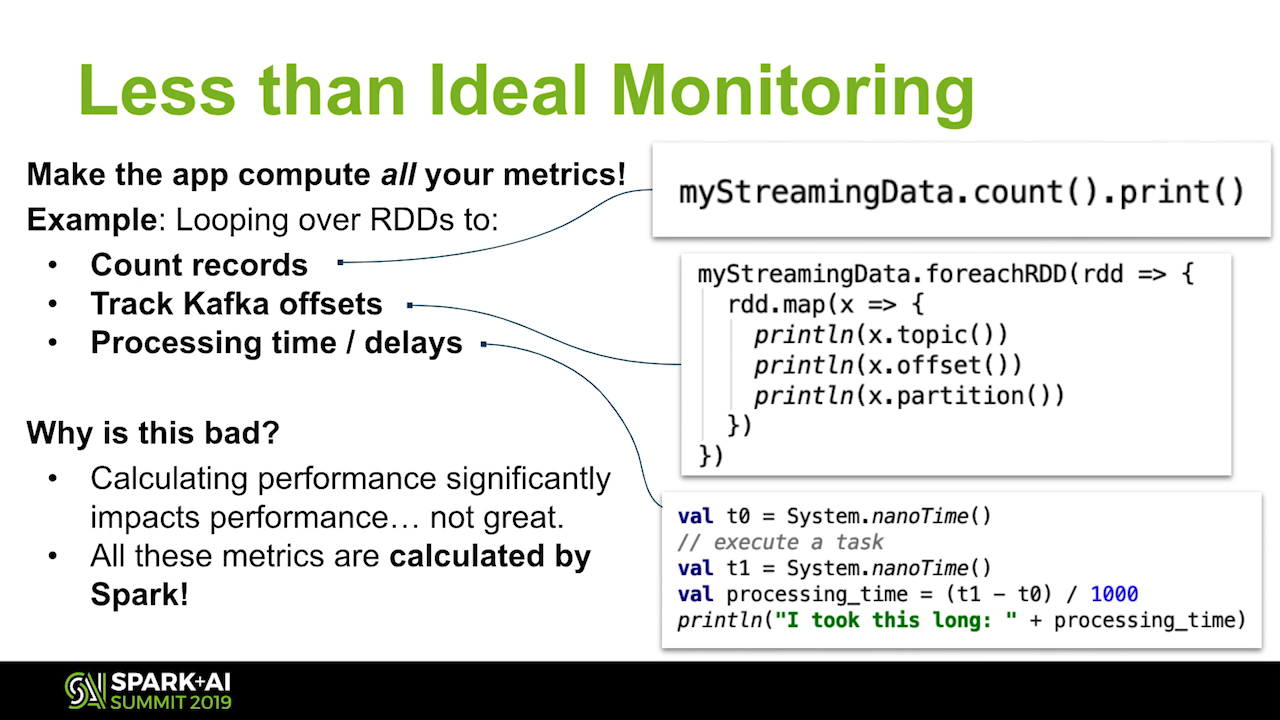 Less than Ideal Monitoring
Make the app compute all your metrics!
Example: Looping over RDDs to:
• Count records
• Track Kafka offsets
• Processing time / delays
Why is this bad?
• Calculating performance significantly
impacts performance… not great.
• All these metrics are calculated by
Spark!
myStreamingData.count().print()
myStreamingData.foreachRDD(rdd => {
rdd.map(x => {
println(x.topic())
println(x.offset())
println(x.partition())
})
})
val t0 = System.nanoTime()
// execute a task
val t1 = System.nanoTime()
val processing_time = (t1 - t0) / 1000
println("I took this long: " + processing_time)
SPARK+AI
SUMMIT 2019